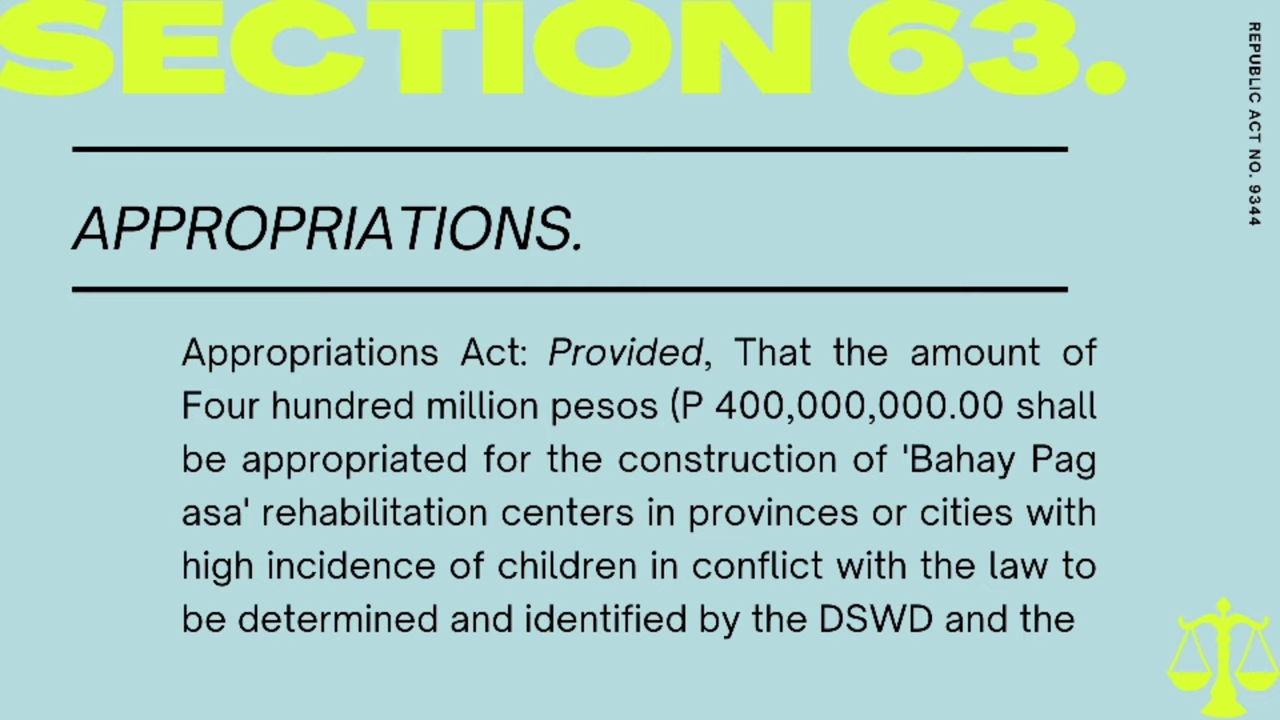 SECTION 63.
REPUBLIC ACT NO. 9344
APPROPRIATIONS.
Appropriations Act: Provided, That the amount of
Four hundred million pesos (P 400,000,000.00 shall
be appropriated for the construction of 'Bahay Pag
asa' rehabilitation centers in provinces or cities with
high incidence of children in conflict with the law to
be determined and identified by the DSWD and the